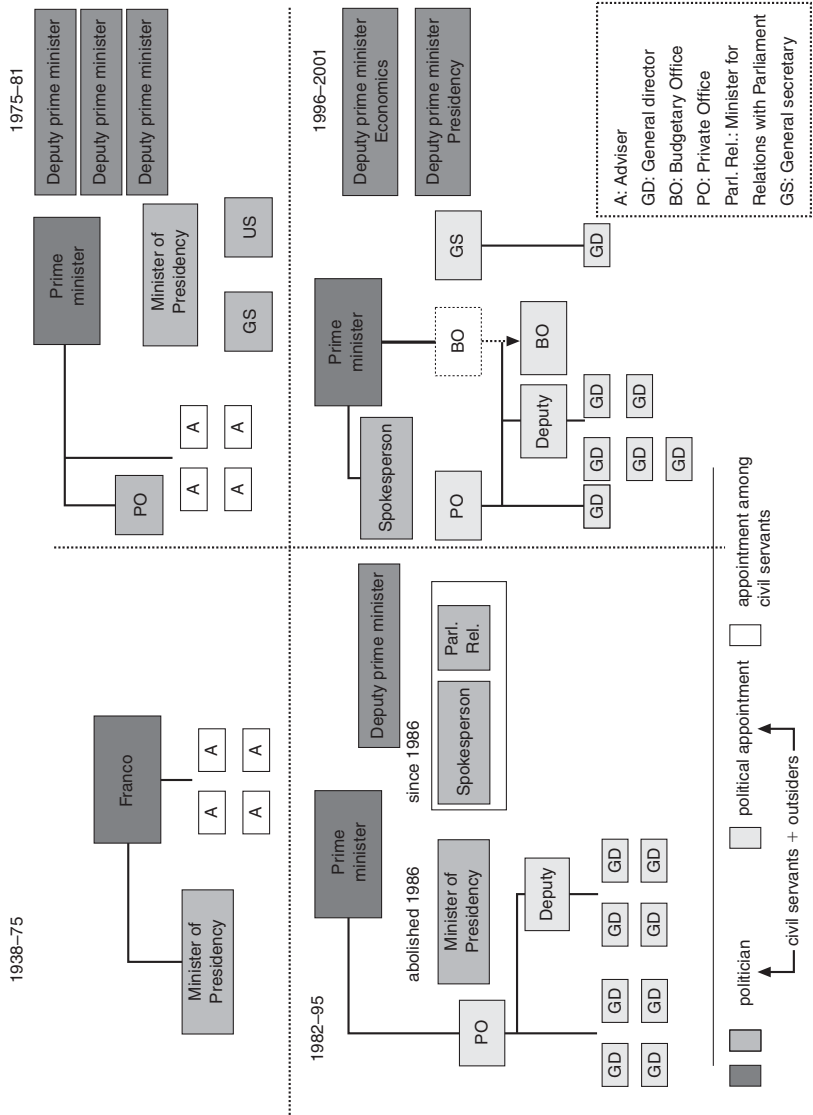 1938–75
Franco
Minister of
Presidency
A
A
A
A
1975–81
Prime
minister
Deputy prime minister
Deputy prime minister
Deputy prime minister
Minister of
Presidency
PO
A
A
A
A
GS
US
1982–95
Prime
minister
Deputy prime minister
abolished 1986
since 1986
Minister of
Presidency
Spokesperson
Parl.
Rel.
PO
Deputy
GD
GD
GD
GD
GD
GD
GD
GD
1996–2001
Prime
minister
Deputy prime minister
Economics
Deputy prime minister
Presidency
Spokesperson
PO
BO
GS
Deputy
BO
GD
GD
GD
GD
GD
GD
GD
politician
political appointment
appointment among
civil servants
civil servants + outsiders
A: Adviser
GD: General director
BO: Budgetary Office
PO: Private Office
Parl. Rel.: Minister for
Relations with Parliament
GS: General secretary